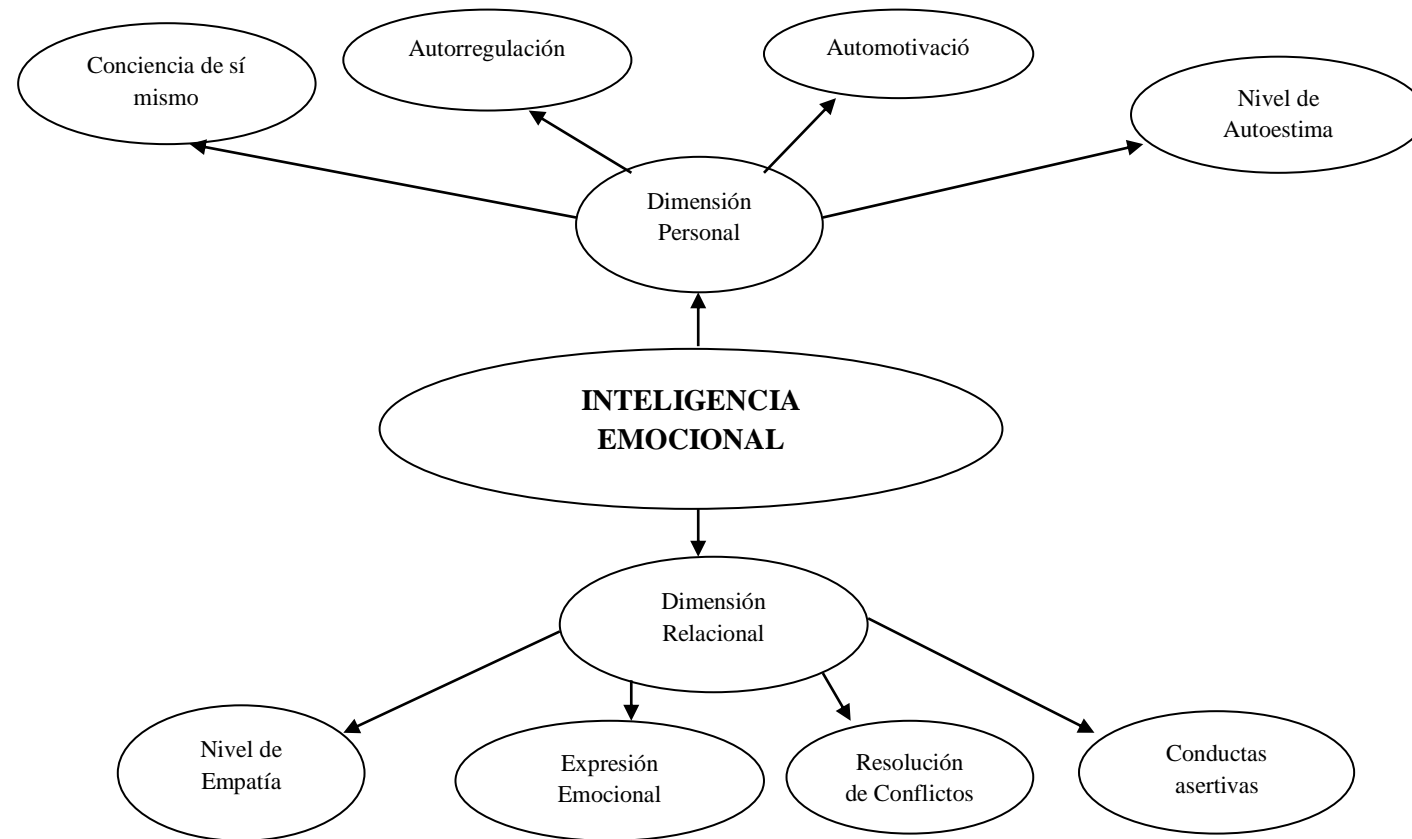 Conciencia de sí
mismo
Autorregulación
Automotivació
Nivel de
Autoestima
Dimensión
Personal
INTELIGENCIA
EMOCIONAL
Dimensión
Relacional
Nivel de
Empatía
Expresión
Emocional
Resolución
de Conflictos
Conductas
asertivas